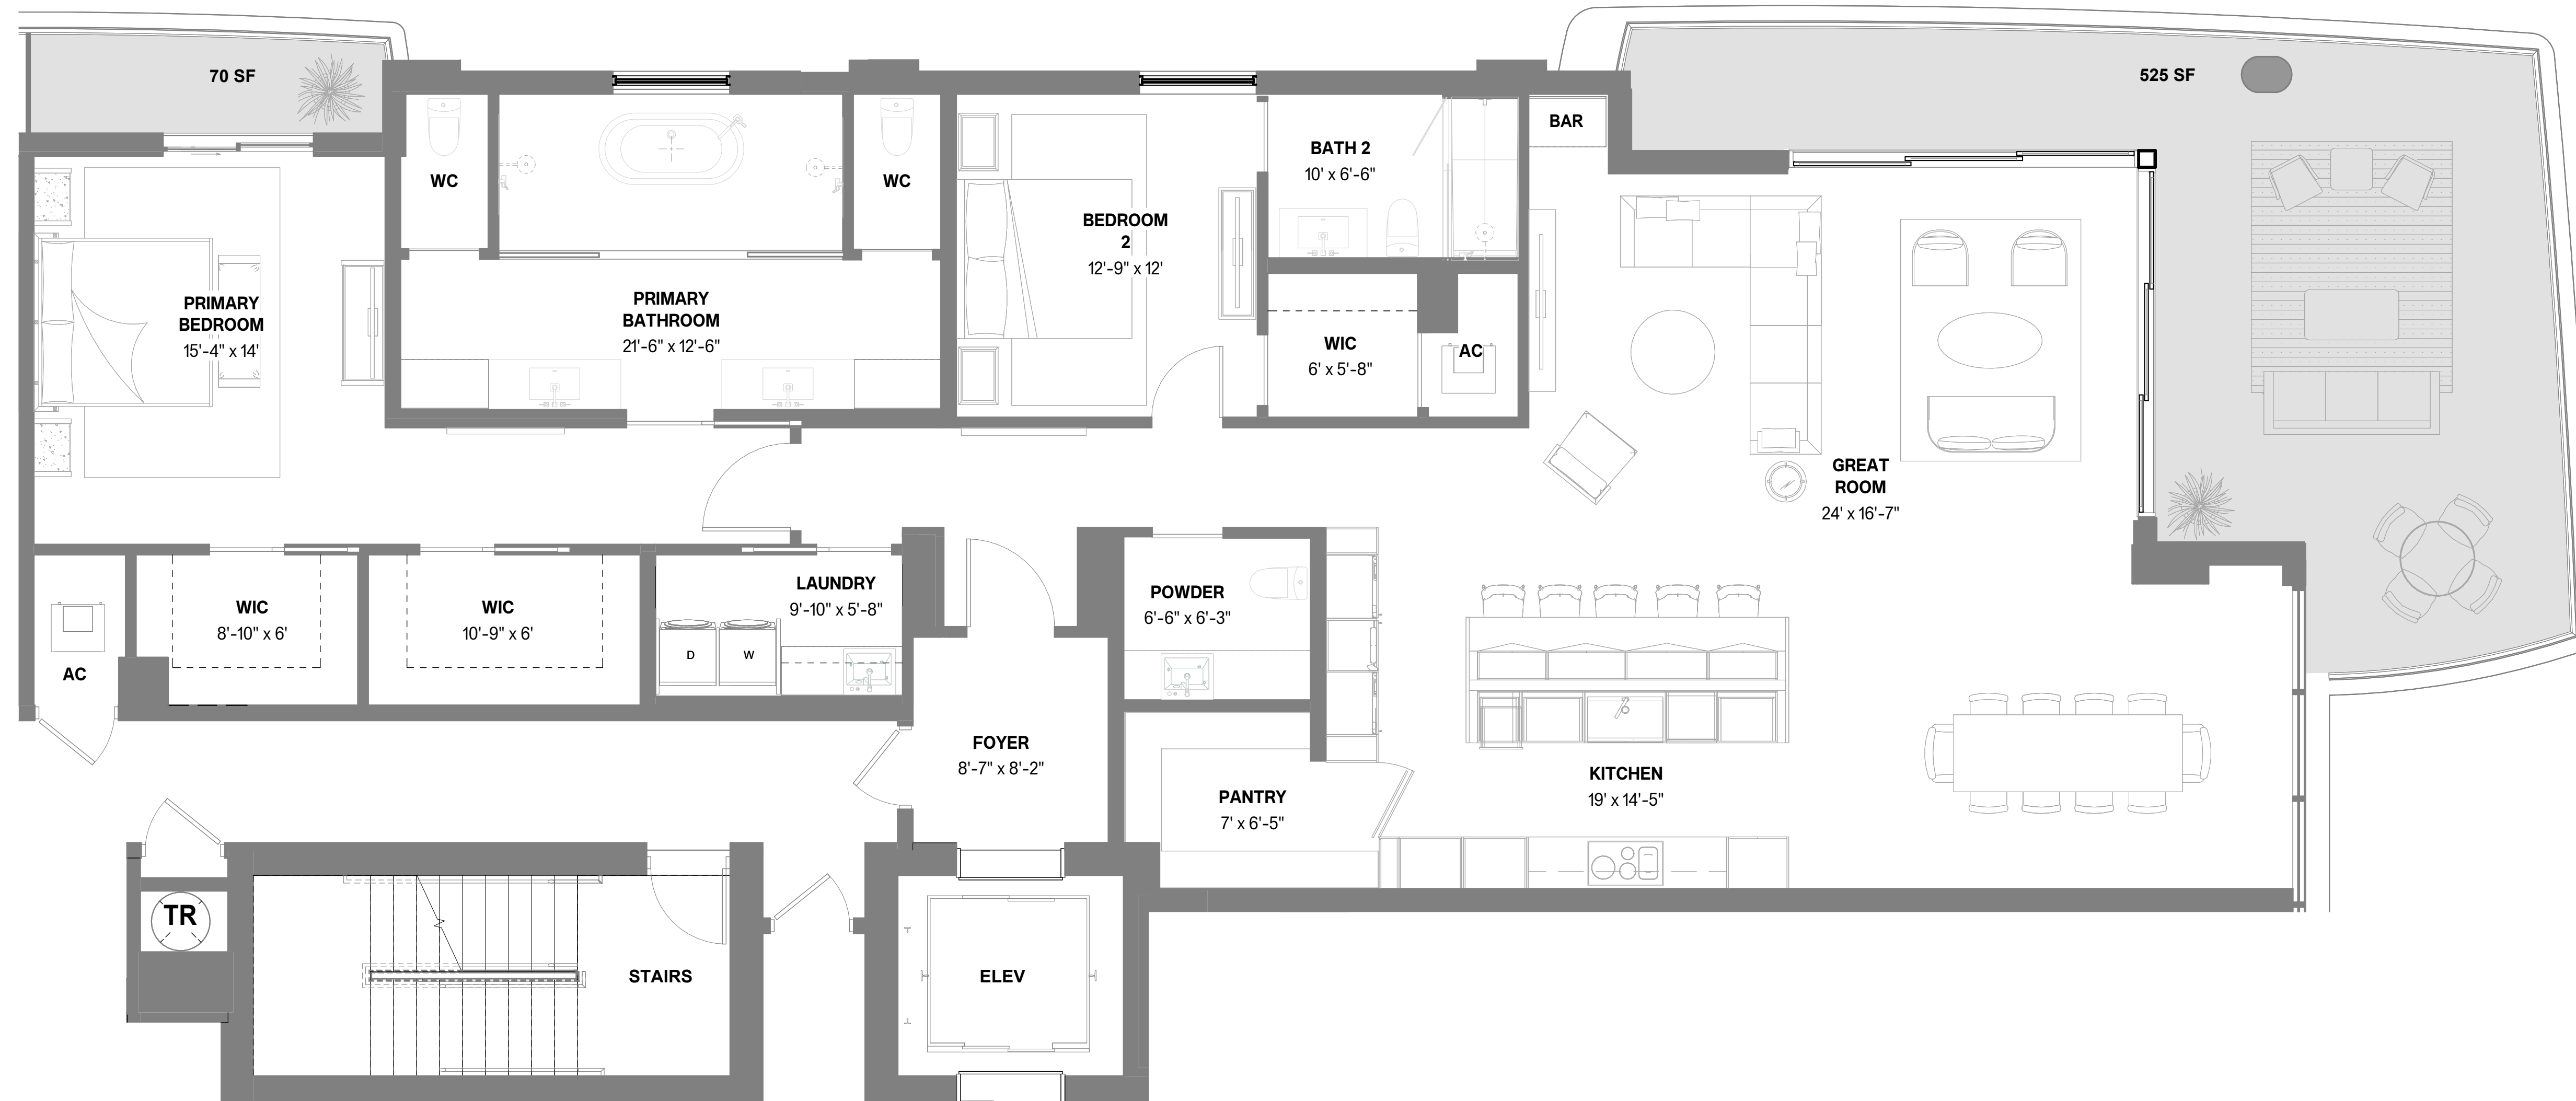 70 SF
525 SF
BAR
WC
WC
BATH 2
10' x 6'-6"
BEDROOM
2
12'-9" x 12'
PRIMARY
BEDROOM
15'-4" x 14'
PRIMARY
BATHROOM
21'-6" x 12'-6"
WIC
6' x 5'-8"
AC
GREAT
ROOM
24' x 16'-7"
WIC
8'-10" x 6'
WIC
10'-9" x 6'
LAUNDRY
9'-10" x 5'-8"
D
W
POWDER
6'-6" x 6'-3"
AC
FOYER
8'-7" x 8'-2"
PANTRY
7' x 6'-5"
KITCHEN
19' x 14'-5"
TR
STAIRS
ELEV